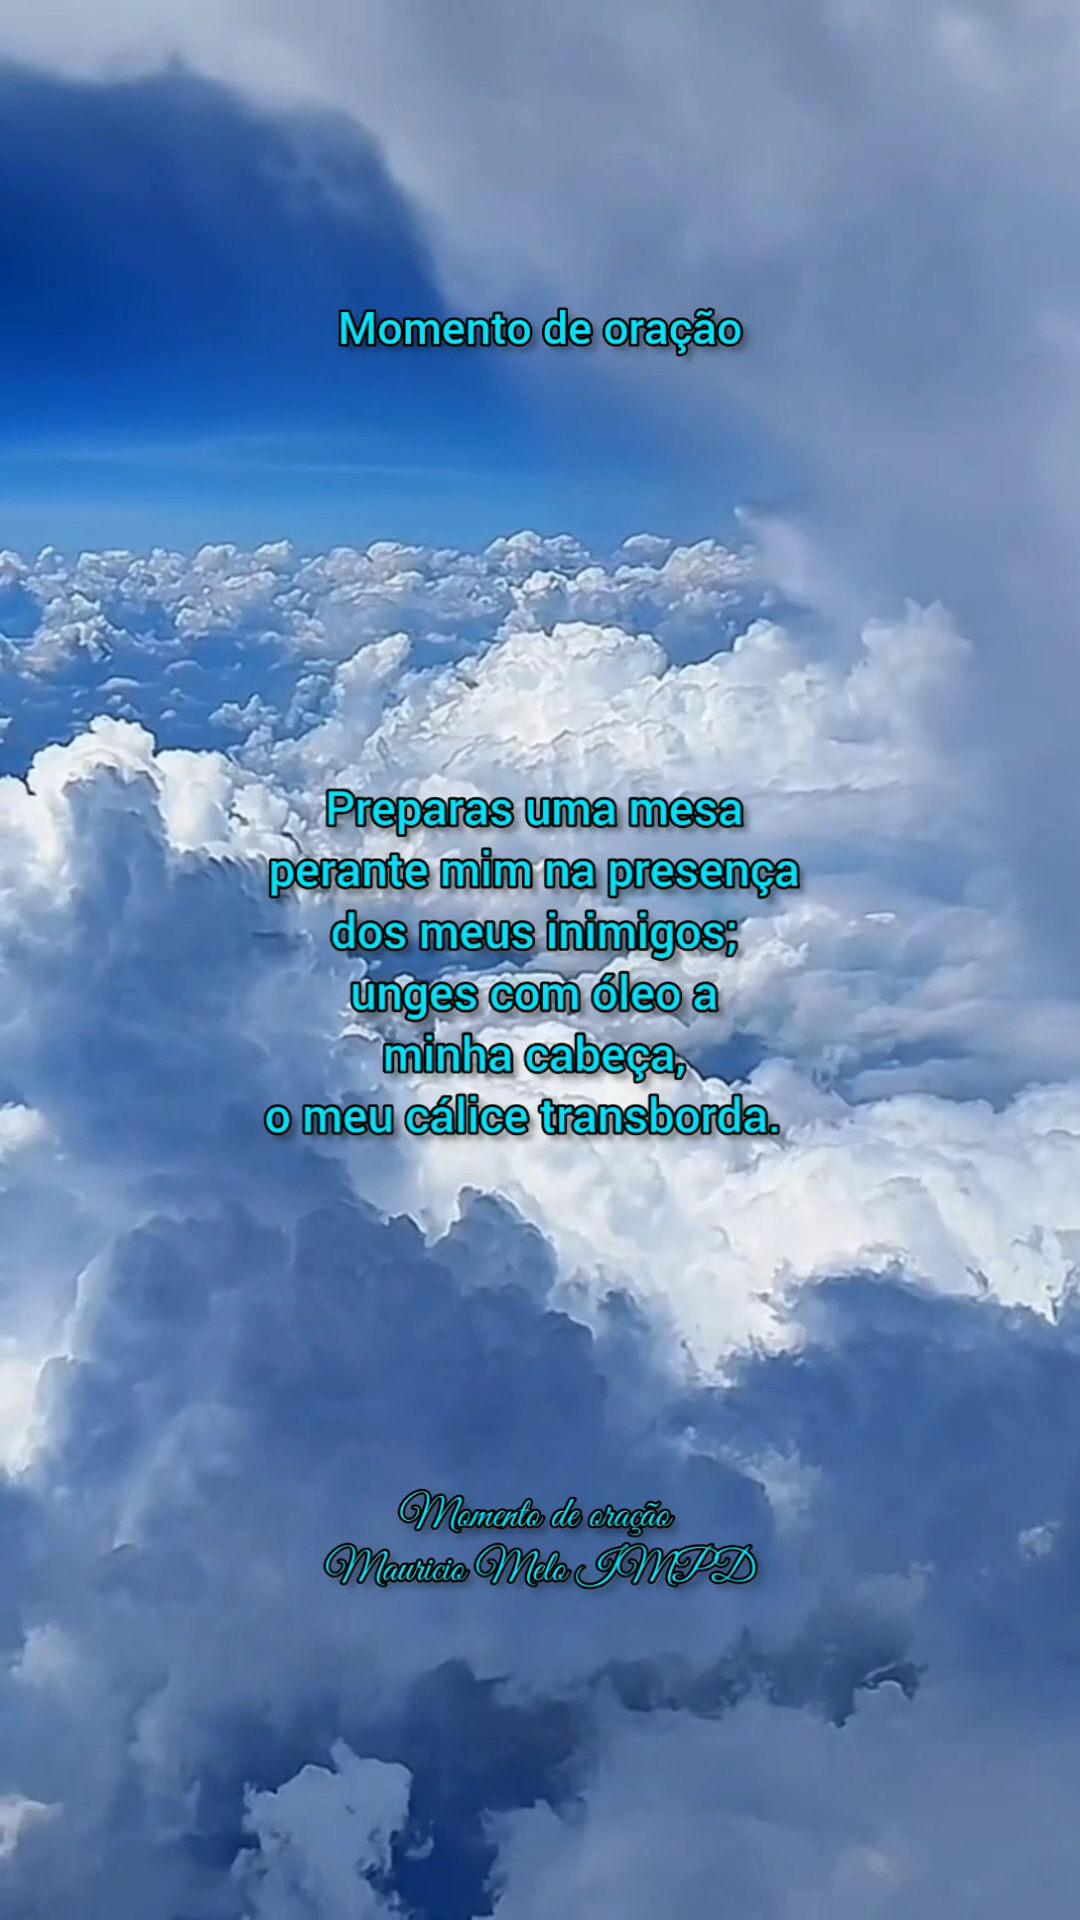 Momento de oração
Preparas uma mesa
perante mim na presença
dos meus inimigos;
unges com óleo a
minha cabeça,
o meu cálice transborda.
Momento de oração
Mauricio Melo IMPD